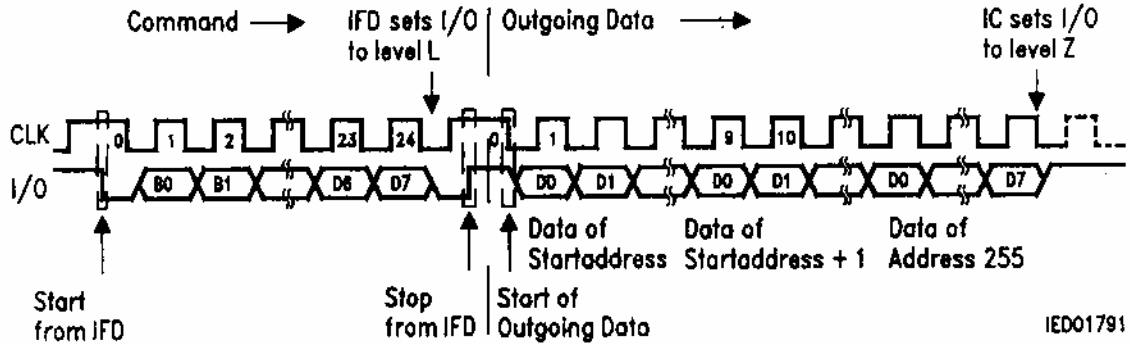 Command → IFD sets I/O to level L
Outgoing Data →
IC sets I/O to level Z
CLK 0 1 2 23 24 0 1 9 10
I/O B0 B1 D6 D7 D0 D1 D0 D1 D0 D7
Data of Startaddress
Data of Startaddress + 1
Data of Address 255
Start from IFD
Stop from IFD
Start of Outgoing Data
IED01791